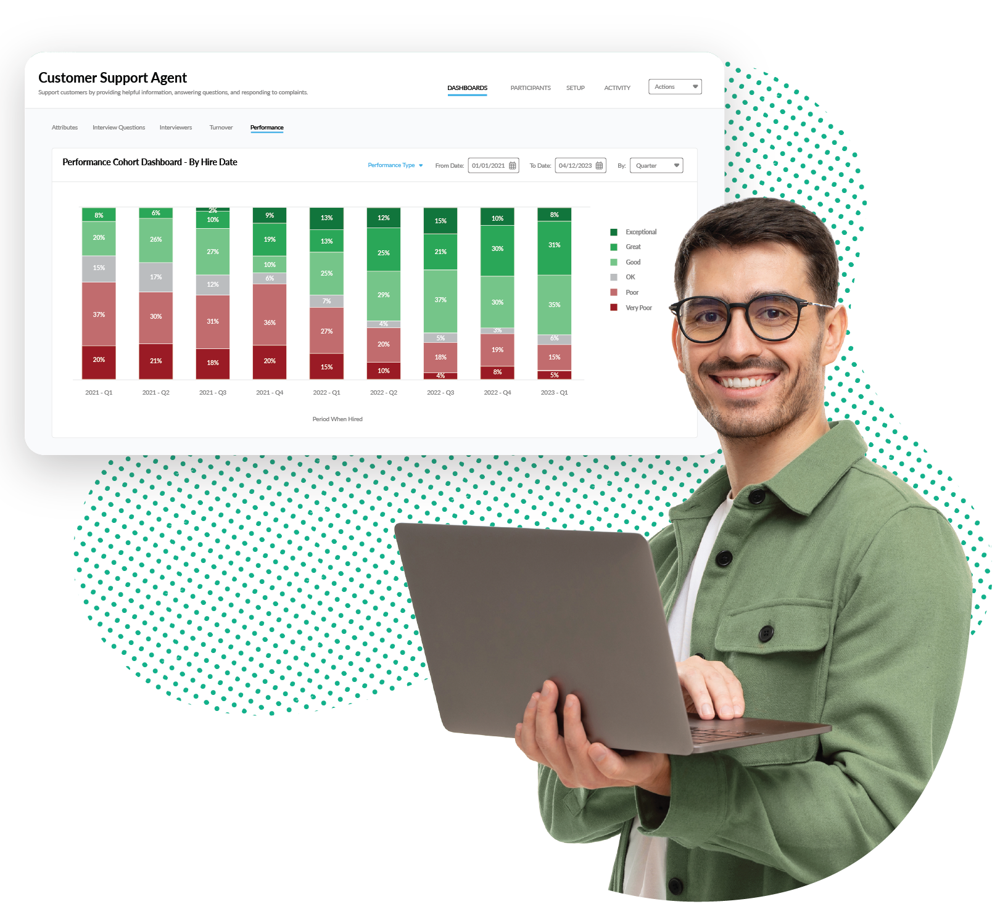 Customer Support Agent
Support customers by providing helpful information, answering questions, and responding to complaints.
DASHBOARDS PARTICIPANTS SETUP ACTIVITY Actions
Attributes Interview Questions Interviewers Turnover Performance
Performance Cohort Dashboard - By Hire Date
Performance Type From Date: 01/01/2021 To Date: 04/12/2023 By: Quarter
8% 20% 15% 37% 20%
6% 26% 17% 30% 21%
2% 10% 27% 12% 31% 18%
9% 19% 10% 6% 36% 20%
13% 13% 25% 7% 27% 15%
12% 25% 29% 4% 20% 10%
15% 21% 37% 5% 18% 4%
10% 30% 30% 3% 19% 8%
8% 31% 35% 6% 15% 5%
Exceptional
Great
Good
OK
Poor
Very Poor
2021 - Q1 2021 - Q2 2021 - Q3 2021 - Q4 2022 - Q1 2022 - Q2 2022 - Q3 2022 - Q4 2023 - Q1
Period When Hired